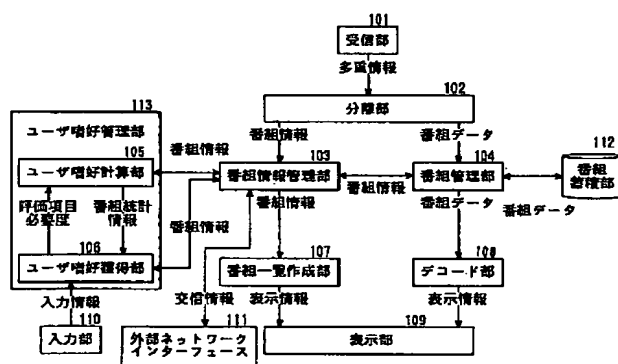 101
受信部
多重情報
102
分離部
113
ユーザ嗜好管理部
105
ユーザ嗜好計算部
評価項目
必要度
番組統計
情報
106
ユーザ嗜好獲得部
入力情報
110
入力部
番組情報
番組データ
番組情報
103
番組情報管理部
番組情報
104
番組管理部
112
番組
蓄積部
番組情報
番組情報
番組データ
番組データ
107
番組一覧作成部
108
デコード部
交信情報
表示情報
表示情報
111
外部ネットワーク
インターフェース
109
表示部